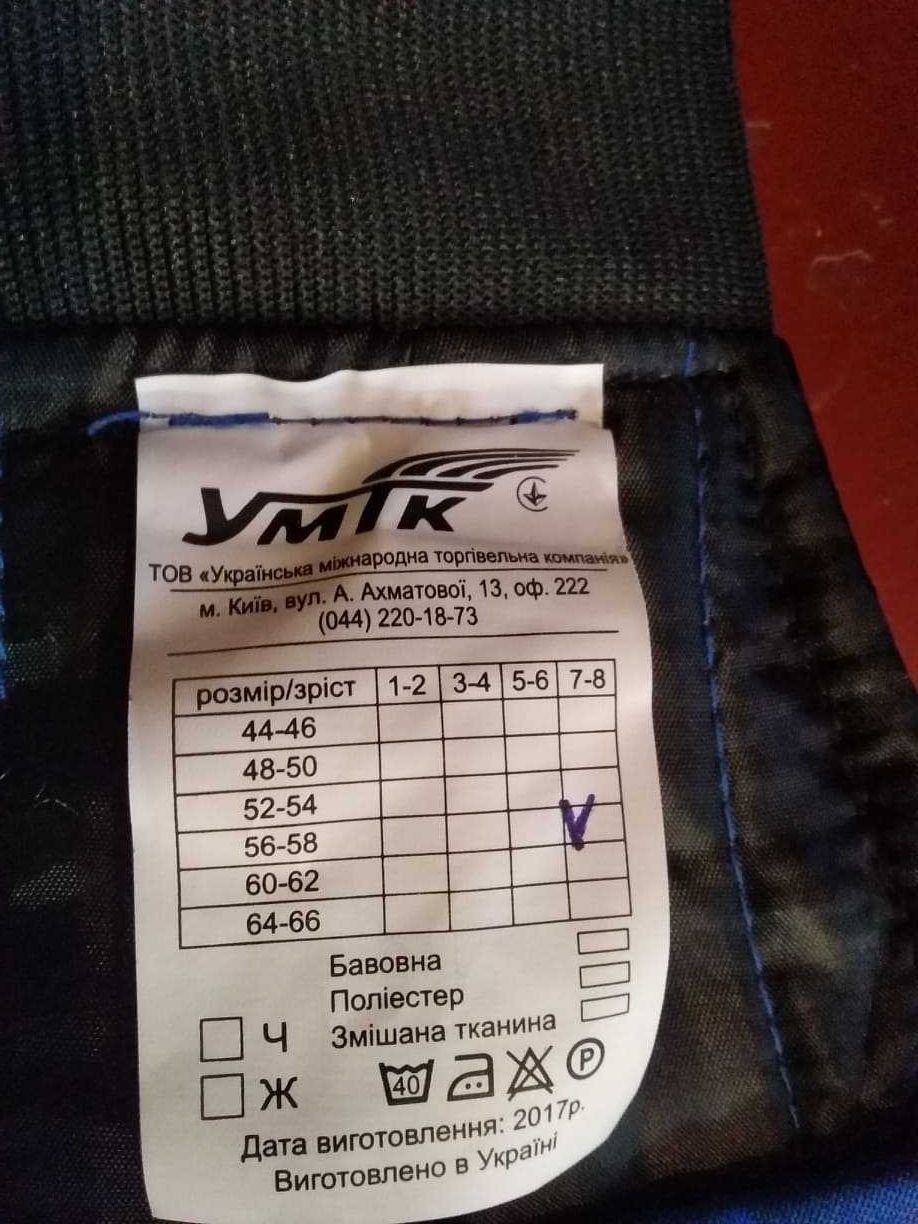 УМТК
ТОВ «Українська міжнародна торгівельна компанія»
м. Київ, вул. А. Ахматової, 13, оф. 222
(044) 220-18-73
розмір/зріст 1-2 3-4 5-6 7-8
44-46
48-50
52-54
56-58 V
60-62
64-66
Бавовна
Поліестер
Ч Змішана тканина
Ж 40 P
Дата виготовлення: 2017р.
Виготовлено в Україні